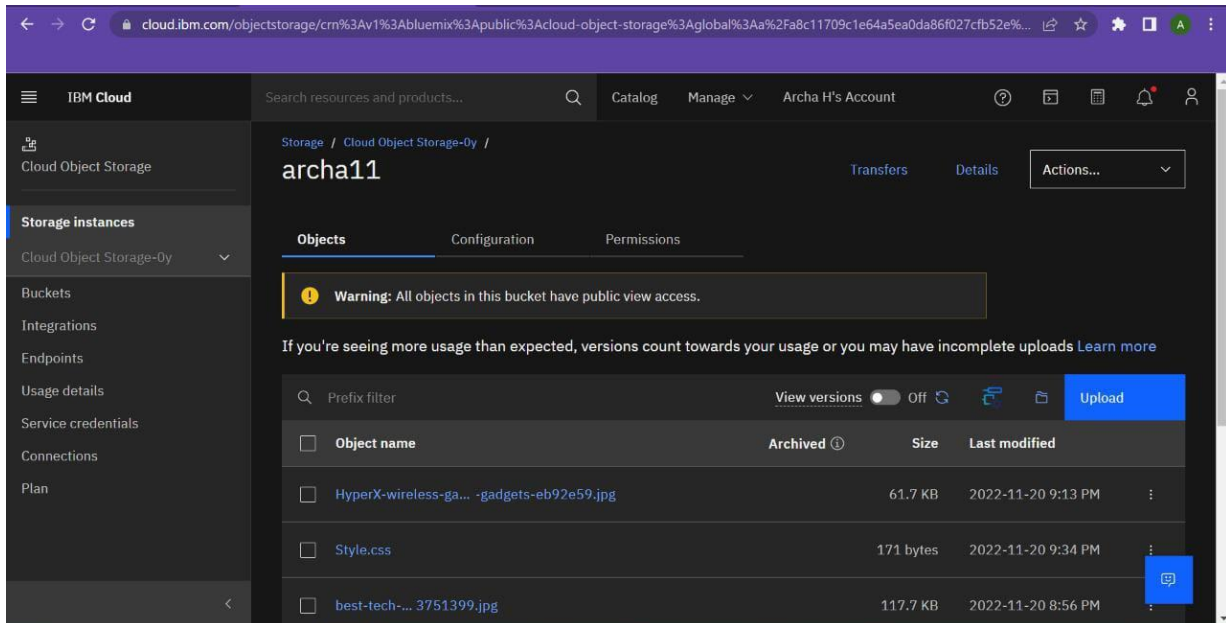 cloud.ibm.com/objectstorage/crn%3Av1%3Abluemix%3Apublic%3Acloud-object-storage%3Aglobal%3Aa%2Fa8c11709c1e64a5ea0da86f027cfb52e%...
A
IBM Cloud
Search resources and products...
Catalog
Manage
Archa H's Account
Cloud Object Storage
Storage instances
Cloud Object Storage-0y
Buckets
Integrations
Endpoints
Usage details
Service credentials
Connections
Plan
Storage / Cloud Object Storage-0y /
archa11
Transfers
Details
Actions...
Objects
Configuration
Permissions
Warning: All objects in this bucket have public view access.
If you're seeing more usage than expected, versions count towards your usage or you may have incomplete uploads Learn more
Prefix filter
View versions
Off
Upload
Object name
Archived
Size
Last modified
HyperX-wireless-ga... -gadgets-eb92e59.jpg
61.7 KB
2022-11-20 9:13 PM
Style.css
171 bytes
2022-11-20 9:34 PM
best-tech-... 3751399.jpg
117.7 KB
2022-11-20 8:56 PM